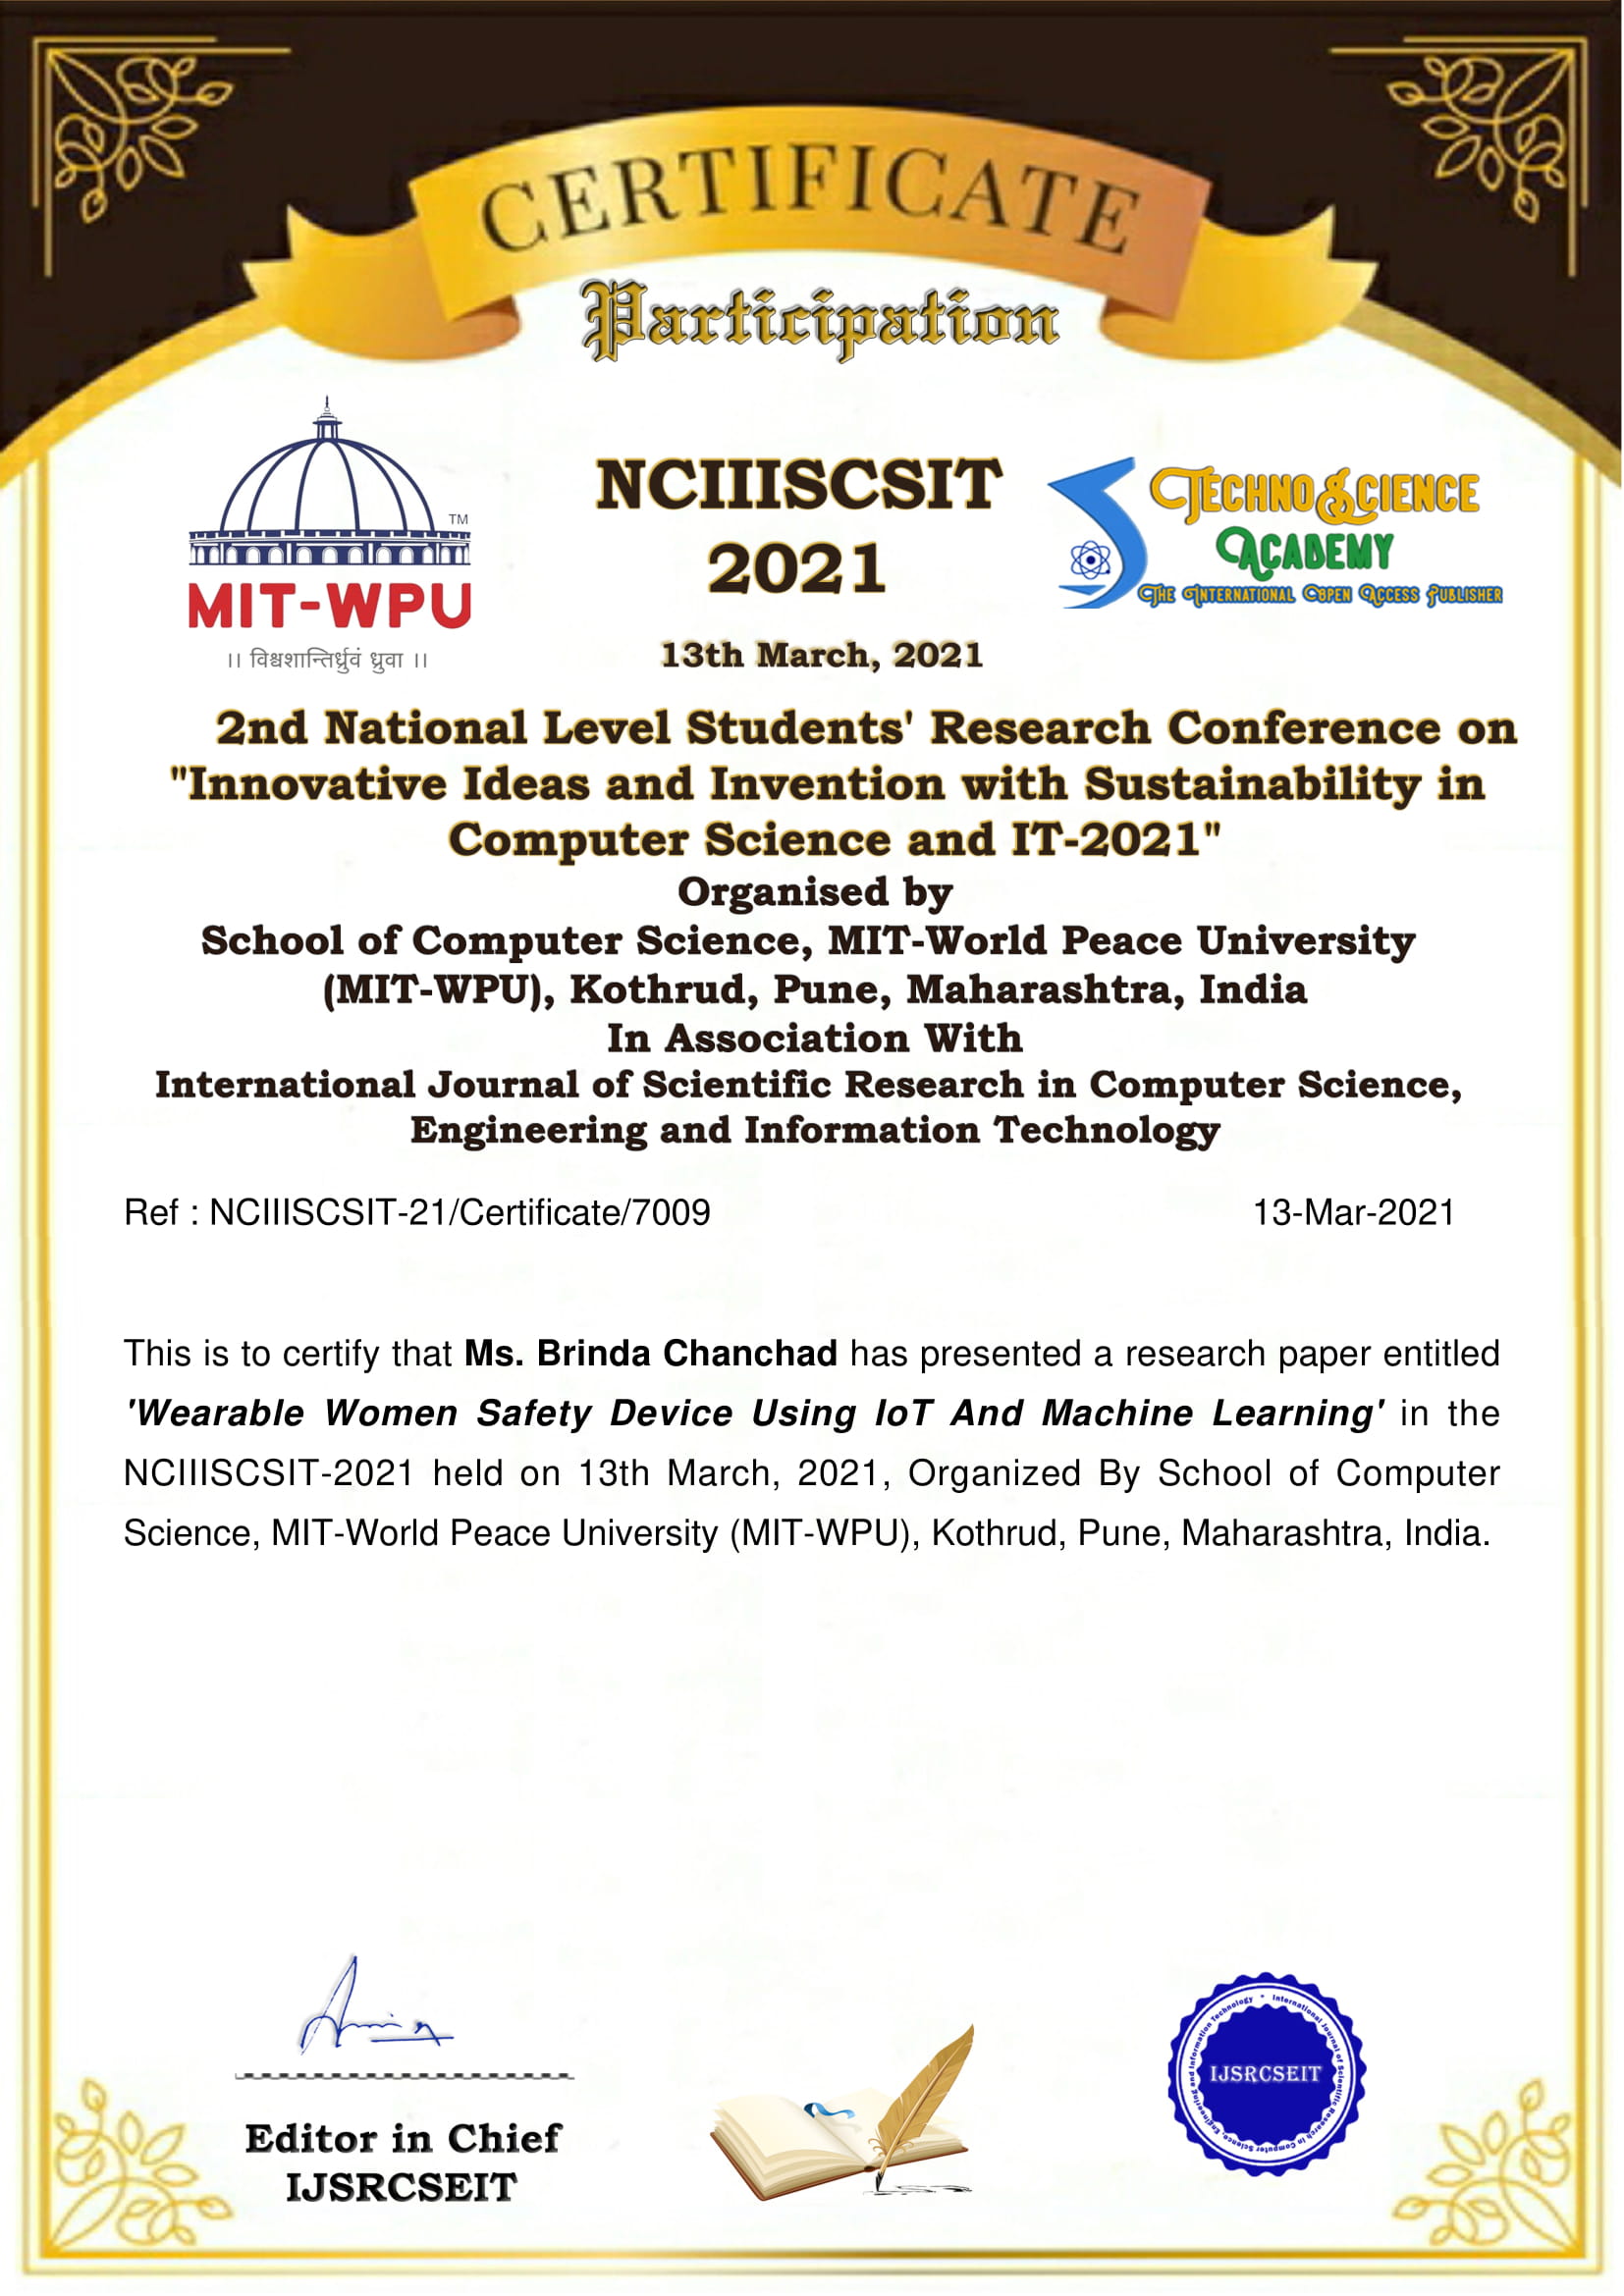 CERTIFICATE
Participation
TM
MIT-WPU
।। विश्वशान्तिर्ध्रुवं ध्रुवा ।।
NCIIISCSIT
2021
13th March, 2021
TECHNOSCIENCE
ACADEMY
THE INTERNATIONAL OPEN ACCESS PUBLISHER
2nd National Level Students' Research Conference on
"Innovative Ideas and Invention with Sustainability in
Computer Science and IT-2021"
Organised by
School of Computer Science, MIT-World Peace University
(MIT-WPU), Kothrud, Pune, Maharashtra, India
In Association With
International Journal of Scientific Research in Computer Science,
Engineering and Information Technology
Ref : NCIIISCSIT-21/Certificate/7009 13-Mar-2021
This is to certify that Ms. Brinda Chanchad has presented a research paper entitled
'Wearable Women Safety Device Using IoT And Machine Learning' in the
NCIIISCSIT-2021 held on 13th March, 2021, Organized By School of Computer
Science, MIT-World Peace University (MIT-WPU), Kothrud, Pune, Maharashtra, India.
Editor in Chief
IJSRCSEIT
International Journal of Scientific Research in Computer Science, Engineering and Information Technology
IJSRCSEIT